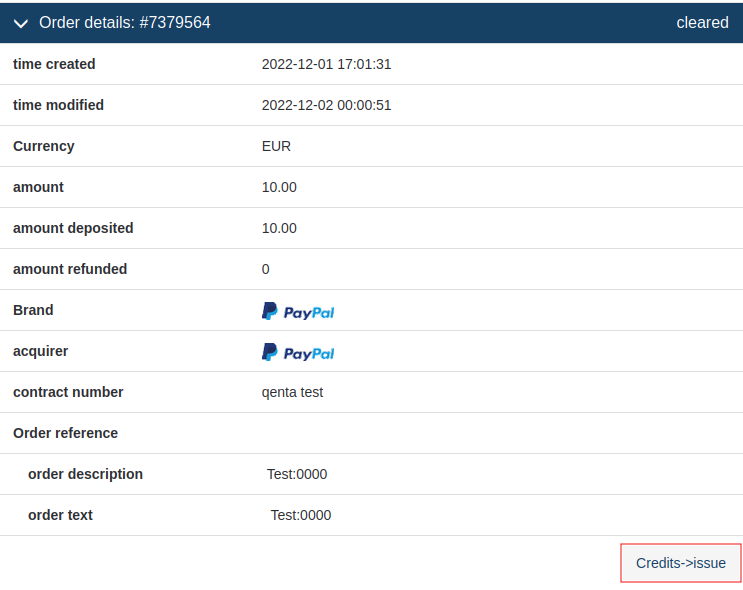 Order details: #7379564 cleared
time created 2022-12-01 17:01:31
time modified 2022-12-02 00:00:51
Currency EUR
amount 10.00
amount deposited 10.00
amount refunded 0
Brand PayPal
acquirer PayPal
contract number qenta test
Order reference
order description Test:0000
order text Test:0000
Credits->issue